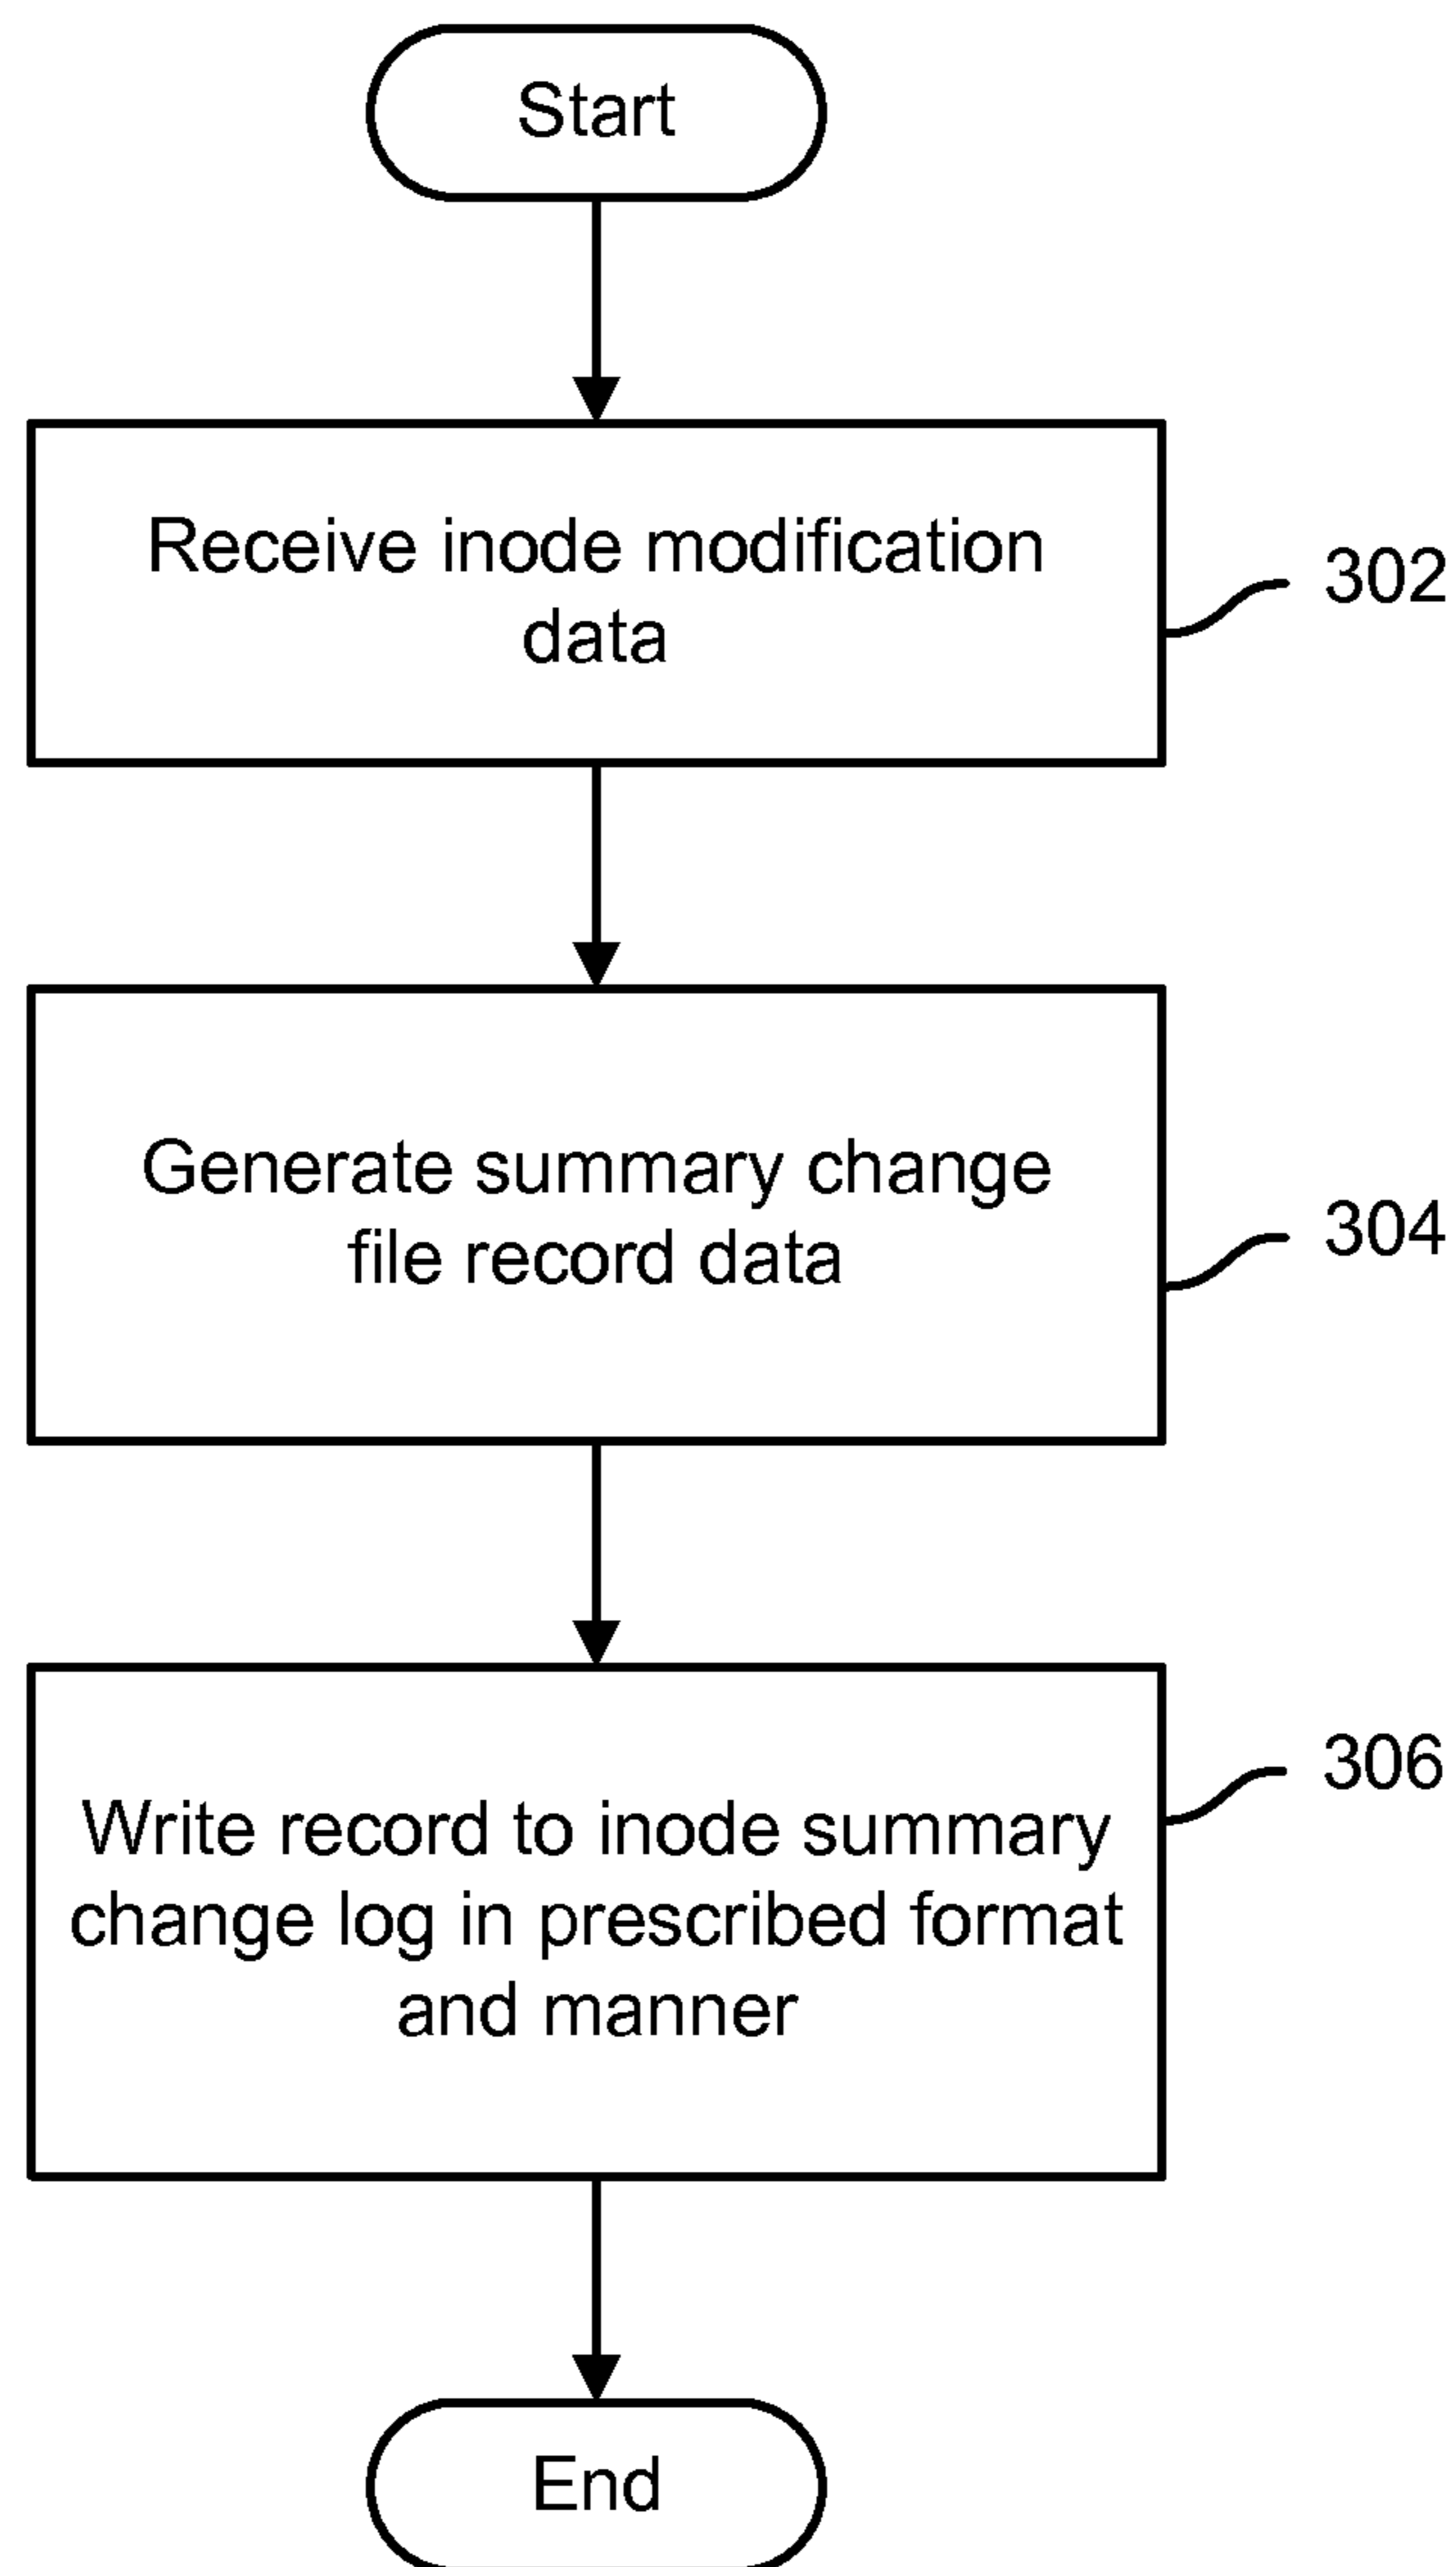 Start
Receive inode modification
data
302
Generate summary change
file record data
304
Write record to inode summary
change log in prescribed format
and manner
306
End